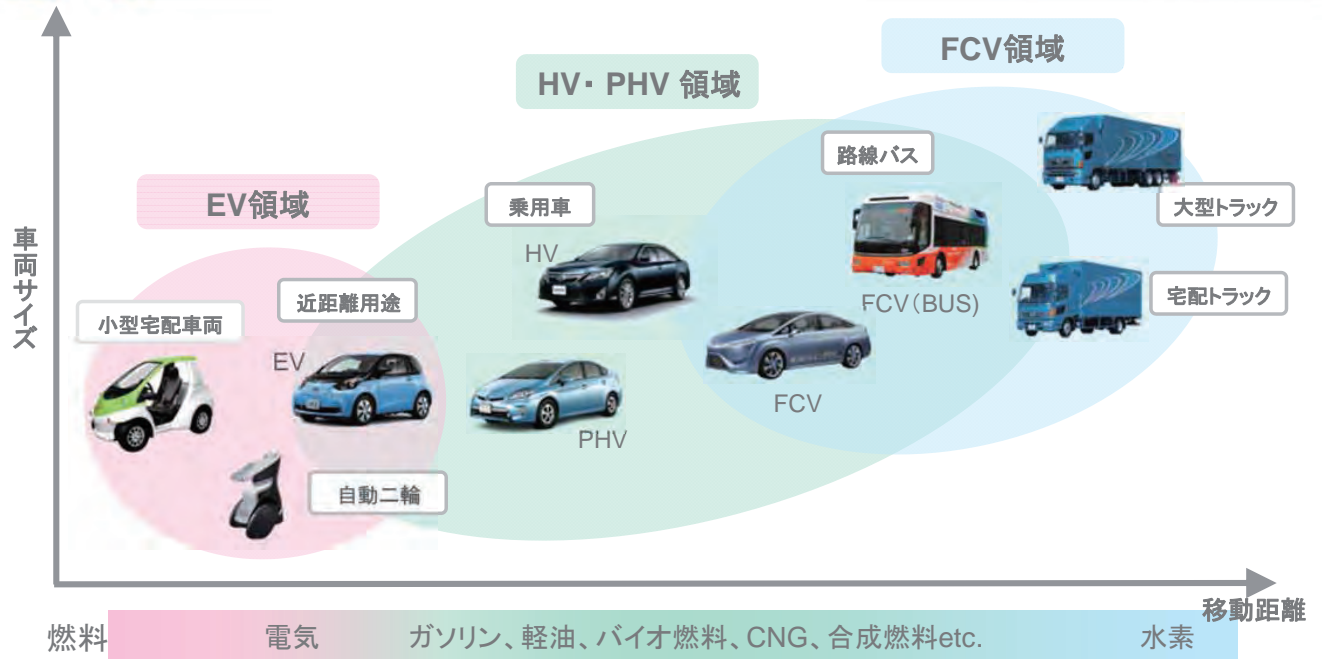 FCV領域
HV・PHV 領域
EV領域
車両サイズ
路線バス
乗用車
大型トラック
HV
近距離用途
宅配トラック
小型宅配車両
FCV(BUS)
EV
FCV
PHV
自動二輪
移動距離
燃料
電気
ガソリン、軽油、バイオ燃料、CNG、合成燃料etc.
水素